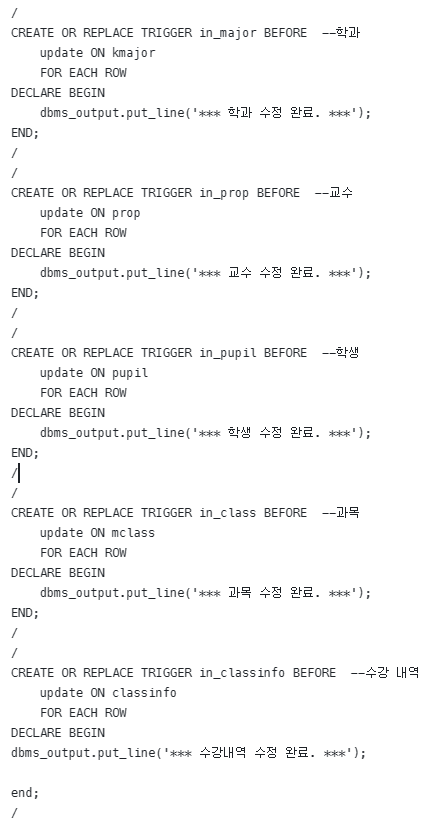 /
CREATE OR REPLACE TRIGGER in_major BEFORE  --학과
    update ON kmajor
    FOR EACH ROW
DECLARE BEGIN
    dbms_output.put_line('*** 학과 수정 완료. ***');
END;
/
/
CREATE OR REPLACE TRIGGER in_prop BEFORE  --교수
    update ON prop
    FOR EACH ROW
DECLARE BEGIN
    dbms_output.put_line('*** 교수 수정 완료. ***');
END;
/
/
CREATE OR REPLACE TRIGGER in_pupil BEFORE  --학생
    update ON pupil
    FOR EACH ROW
DECLARE BEGIN
    dbms_output.put_line('*** 학생 수정 완료. ***');
END;
/
/
CREATE OR REPLACE TRIGGER in_class BEFORE  --과목
    update ON mclass
    FOR EACH ROW
DECLARE BEGIN
    dbms_output.put_line('*** 과목 수정 완료. ***');
END;
/
/
CREATE OR REPLACE TRIGGER in_classinfo BEFORE  --수강 내역
    update ON classinfo
    FOR EACH ROW
DECLARE BEGIN
dbms_output.put_line('*** 수강내역 수정 완료. ***');

end;
/